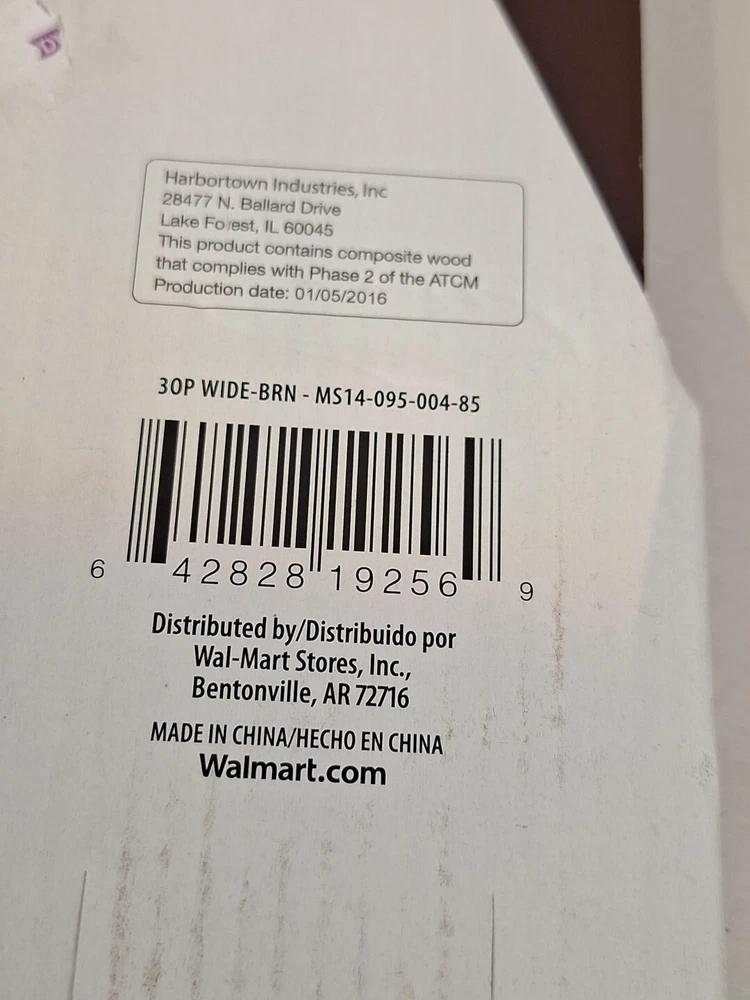 Harbortown Industries, Inc
28477 N. Ballard Drive
Lake Forest, IL 60045
This product contains composite wood
that complies with Phase 2 of the ATCM
Production date: 01/05/2016
3OP WIDE-BRN - MS14-095-004-85
6 42828 19256 9
Distributed by/Distribuido por
Wal-Mart Stores, Inc.,
Bentonville, AR 72716
MADE IN CHINA/HECHO EN CHINA
Walmart.com